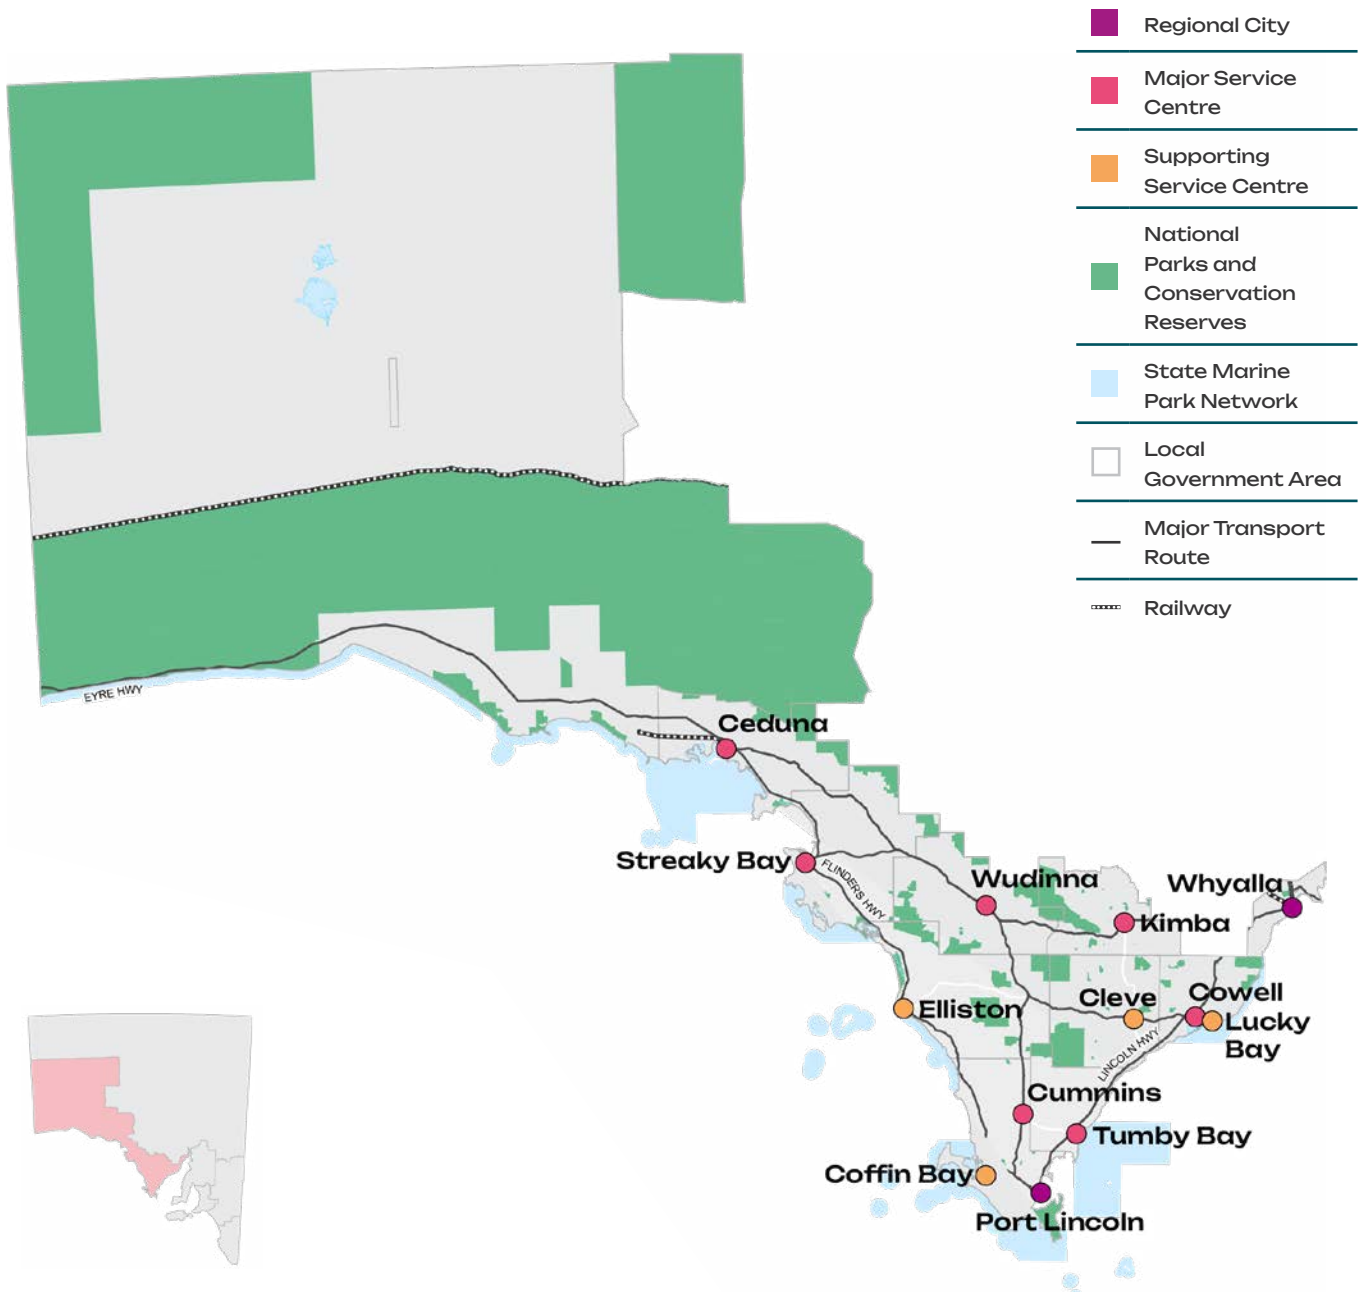 Regional City
Major Service
Centre
Supporting
Service Centre
National
Parks and
Conservation
Reserves
State Marine
Park Network
Local
Government Area
Major Transport
Route
Railway
EYRE HWY
Ceduna
Streaky Bay
FLINDERS HWY
Wudinna
Whyalla
Kimba
Elliston
Cleve
Cowell
Lucky
Bay
LINCOLN HWY
Cummins
Tumby Bay
Coffin Bay
Port Lincoln